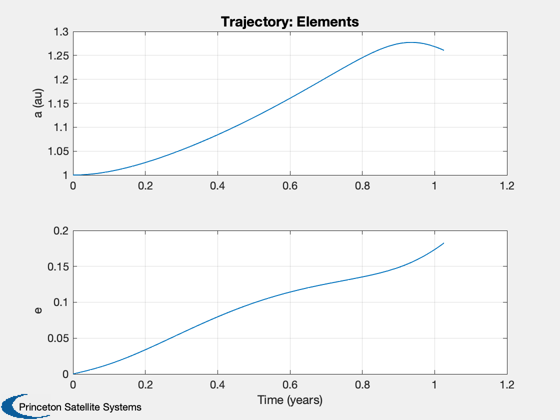 Trajectory: Elements
1.3
1.25
1.2
1.15
1.1
1.05
1
a (au)
0 0.2 0.4 0.6 0.8 1 1.2
0.2
0.15
0.1
0.05
0
e
0 0.2 0.4 0.6 0.8 1 1.2
Time (years)
Princeton Satellite Systems